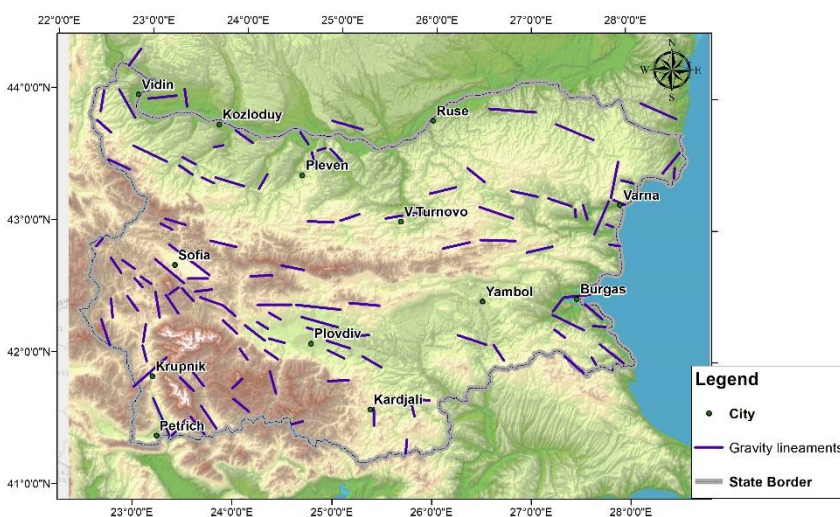 22°0'0"E 23°0'0"E 24°0'0"E 25°0'0"E 26°0'0"E 27°0'0"E 28°0'0"E
N
W E
S
44°0'0"N
Vidin
Kozloduy
Ruse
Pleven
43°0'0"N
Varna
V.Turnovo
Sofia
Yambol
Burgas
42°0'0"N
Plovdiv
Krupnik
Kardjali
Petrich
41°0'0"N
Legend
City
Gravity lineaments
State Border
23°0'0"E 24°0'0"E 25°0'0"E 26°0'0"E 27°0'0"E 28°0'0"E